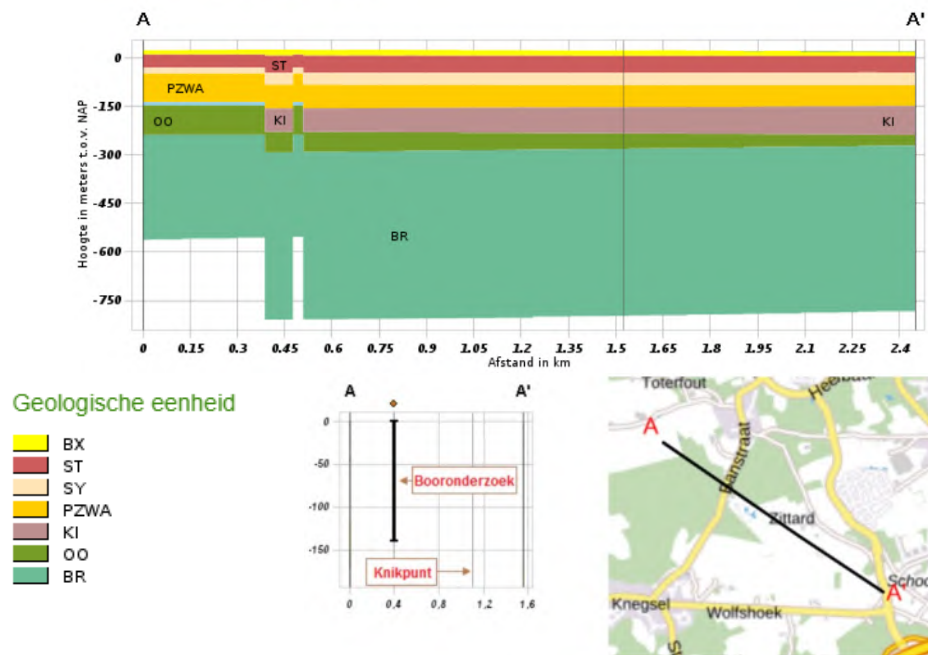 A A'
0
-150
-300
-450
-600
-750
Hoogte in meters t.o.v. NAP
ST
PZWA
OO
KI
KI
BR
0 0.15 0.3 0.45 0.6 0.75 0.9 1.05 1.2 1.35 1.5 1.65 1.8 1.95 2.1 2.25 2.4
Afstand in km
Geologische eenheid
BX
ST
SY
PZWA
KI
OO
BR
A A'
0
-50
-100
-150
Booronderzoek
Knikpunt
0 0,4 0,8 1,2 1,6
Toterfout
A
Banstraat
Zittard
A'
Knegsel
Wolfshoek